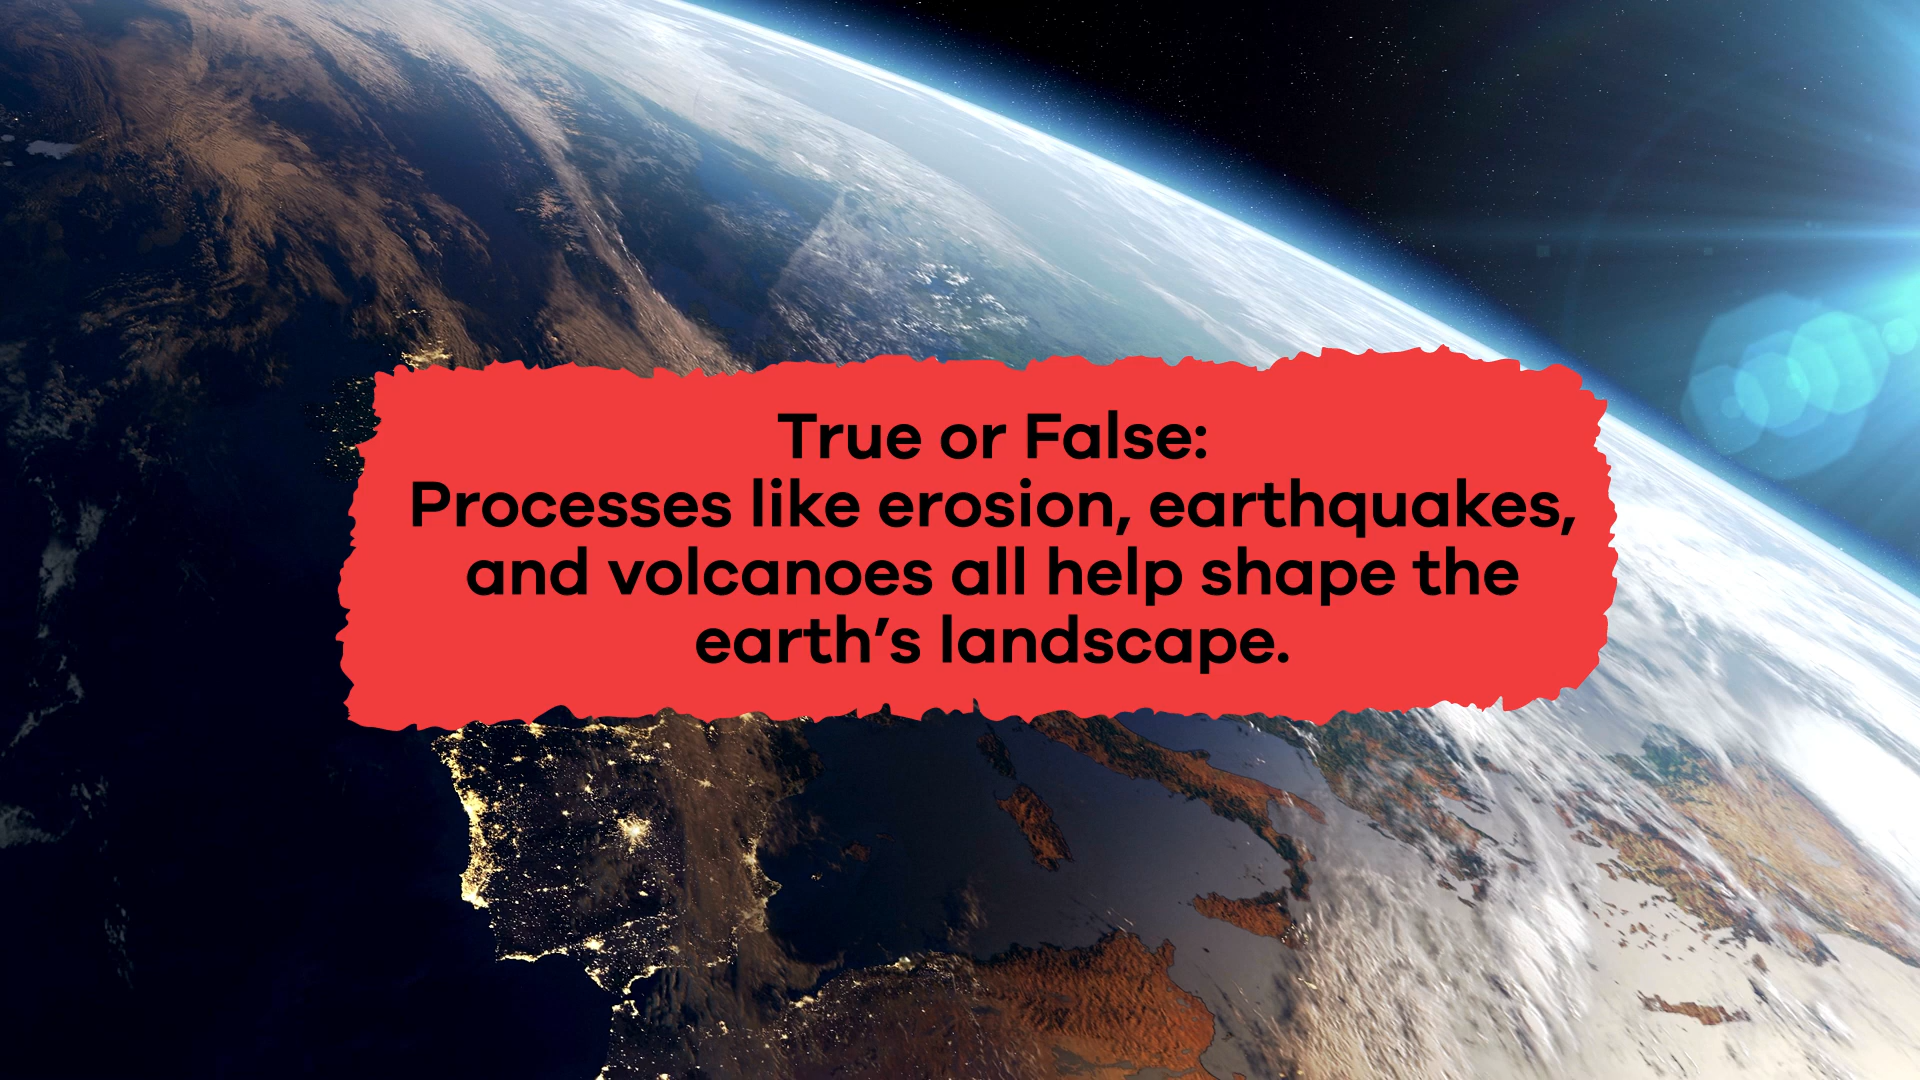 True or False:
Processes like erosion, earthquakes,
and volcanoes all help shape the
earth’s landscape.